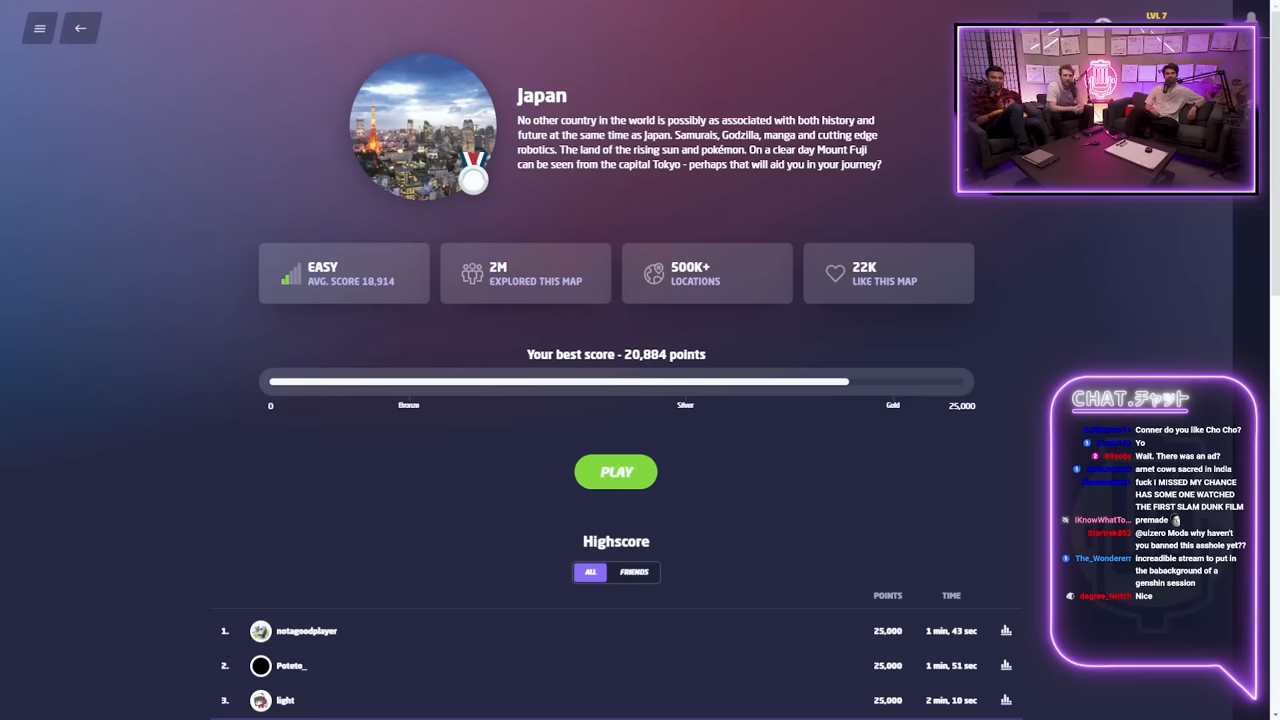 LVL 7
Japan
No other country in the world is possibly as associated with both history and
future at the same time as Japan. Samurais, Godzilla, manga and cutting edge
robotics. The land of the rising sun and pokémon. On a clear day Mount Fuji
can be seen from the capital Tokyo - perhaps that will aid you in your journey?
EASY
AVG. SCORE 18,914
2M
EXPLORED THIS MAP
500K+
LOCATIONS
22K
LIKE THIS MAP
Your best score - 20,884 points
0
Bronze
Silver
Gold
25,000
PLAY
Highscore
ALL
FRIENDS
POINTS
TIME
1.
notagoodplayer
25,000
1 min, 43 sec
2.
Poteto_
25,000
1 min, 51 sec
3.
light
25,000
2 min, 10 sec
CHAT.チャット
Conner do you like Cho Cho?
Yo
Wait. There was an ad?
arnet cows sacred in india
fuck I MISSED MY CHANCE
HAS SOME ONE WATCHED
THE FIRST SLAM DUNK FILM
IKnowWhatTo... premade
Startrek852 @uizero Mods why haven't
you banned this asshole yet??
The_Wondererr increadible stream to put in
the babackground of a
genshin session
degree_twitch Nice